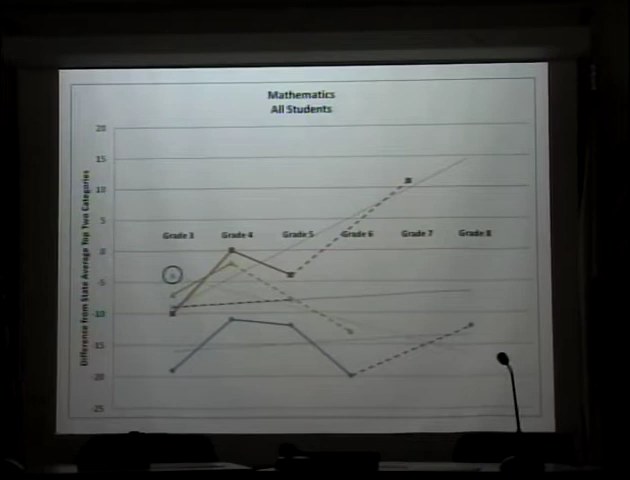 Mathematics
All Students
Difference from State Average Top Two Categories
20
15
10
5
0
-5
-10
-15
-20
-25
Grade 3 Grade 4 Grade 5 Grade 6 Grade 7 Grade 8